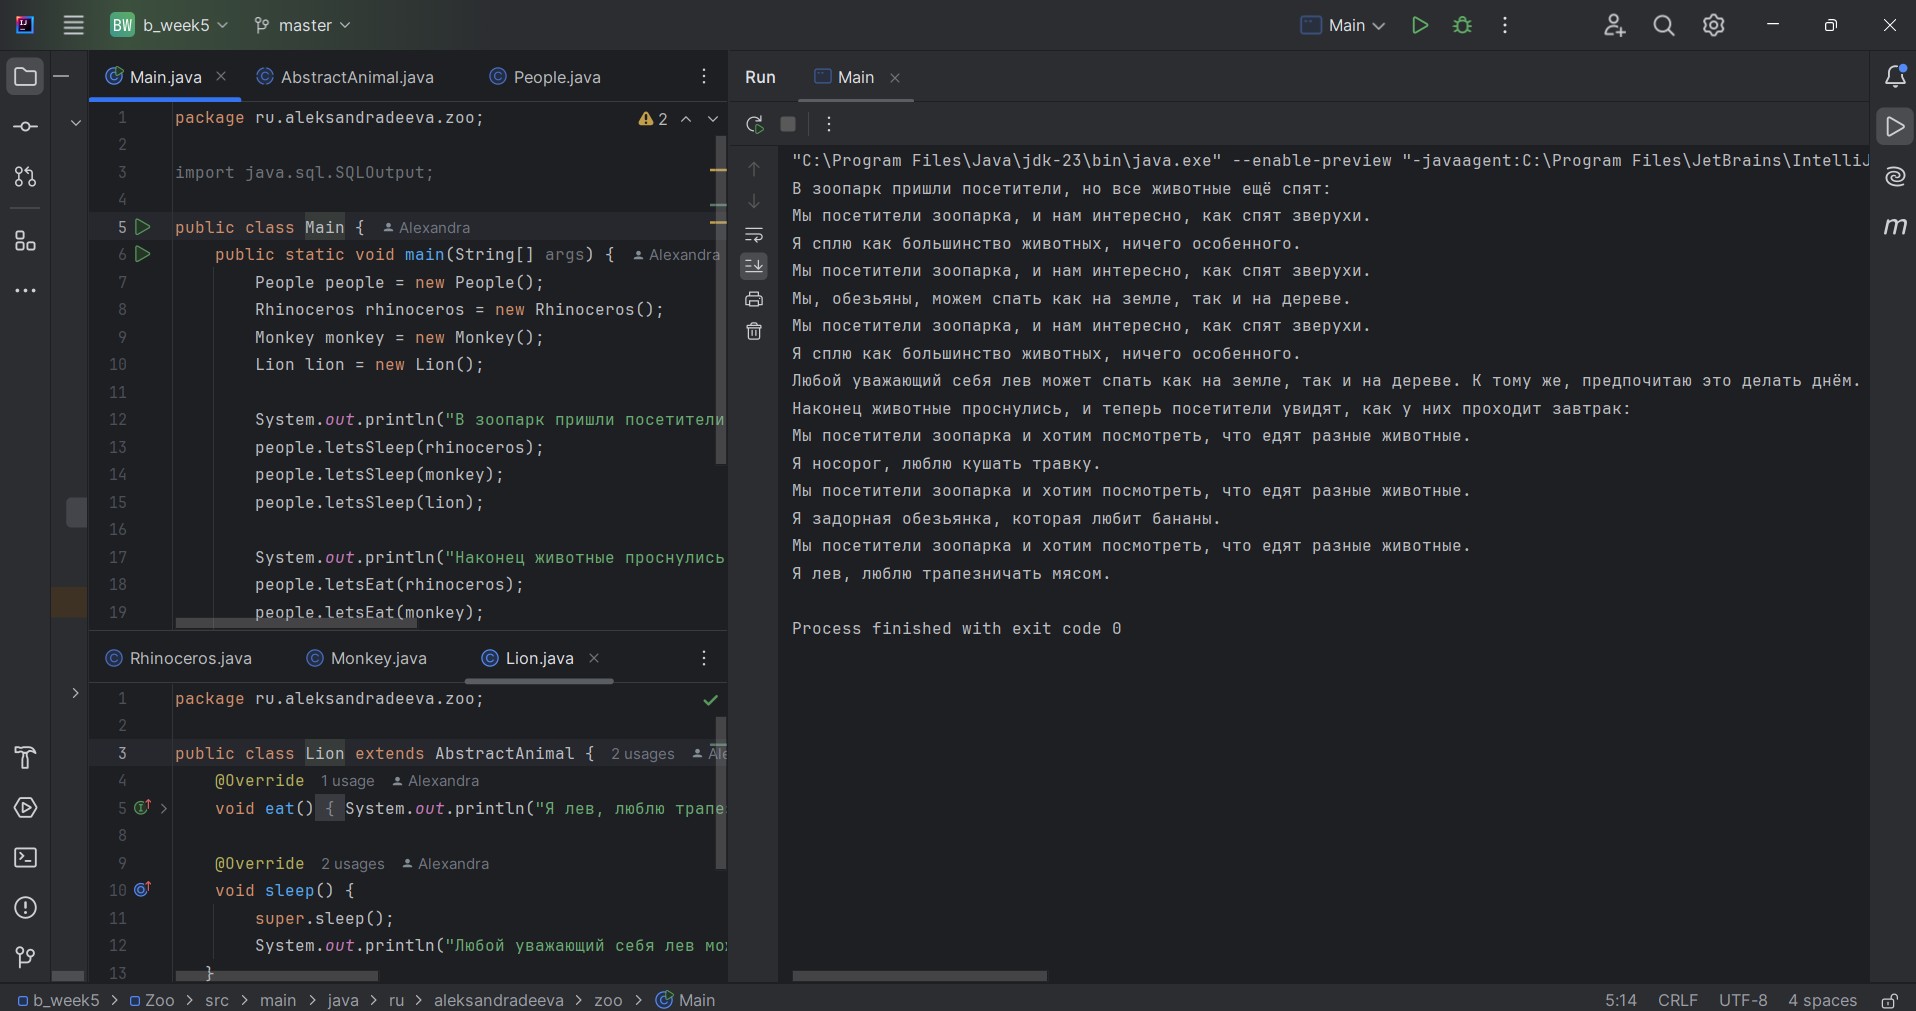 BW b_week5 master Main
Main.java AbstractAnimal.java People.java
1 package ru.aleksandradeeva.zoo; 2
2
3 import java.sql.SQLOutput;
4
5 public class Main { Alexandra
6 public static void main(String[] args) { Alexandra
7 People people = new People();
8 Rhinoceros rhinoceros = new Rhinoceros();
9 Monkey monkey = new Monkey();
10 Lion lion = new Lion();
11
12 System.out.println("В зоопарк пришли посетители
13 people.letsSleep(rhinoceros);
14 people.letsSleep(monkey);
15 people.letsSleep(lion);
16
17 System.out.println("Наконец животные проснулись
18 people.letsEat(rhinoceros);
19 people.letsEat(monkey);
Rhinoceros.java Monkey.java Lion.java
1 package ru.aleksandradeeva.zoo;
2
3 public class Lion extends AbstractAnimal { 2 usages
4 @Override 1 usage Alexandra
5 void eat() { System.out.println("Я лев, люблю
8
9 @Override 2 usages Alexandra
10 void sleep() {
11 super.sleep();
12 System.out.println("Любой уважающий себя лев
13 }
Run Main
"C:\Program Files\Java\jdk-23\bin\java.exe" --enable-preview "-javaagent:C:\Program Files\JetBrains\IntelliJ
В зоопарк пришли посетители, но все животные ещё спят:
Мы посетители зоопарка, и нам интересно, как спят зверухи.
Я сплю как большинство животных, ничего особенного.
Мы посетители зоопарка, и нам интересно, как спят зверухи.
Мы, обезьяны, можем спать как на земле, так и на дереве.
Мы посетители зоопарка, и нам интересно, как спят зверухи.
Я сплю как большинство животных, ничего особенного.
Любой уважающий себя лев может спать как на земле, так и на дереве. К тому же, предпочитаю это делать днём.
Наконец животные проснулись, и теперь посетители увидят, как у них проходит завтрак:
Мы посетители зоопарка и хотим посмотреть, что едят разные животные.
Я носорог, люблю кушать травку.
Мы посетители зоопарка и хотим посмотреть, что едят разные животные.
Я задорная обезьянка, которая любит бананы.
Мы посетители зоопарка и хотим посмотреть, что едят разные животные.
Я лев, люблю трапезничать мясом.
Process finished with exit code 0
m
b_week5 > Zoo > src > main > java > ru > aleksandradeeva > zoo > Main 5:14 CRLF UTF-8 4 spaces